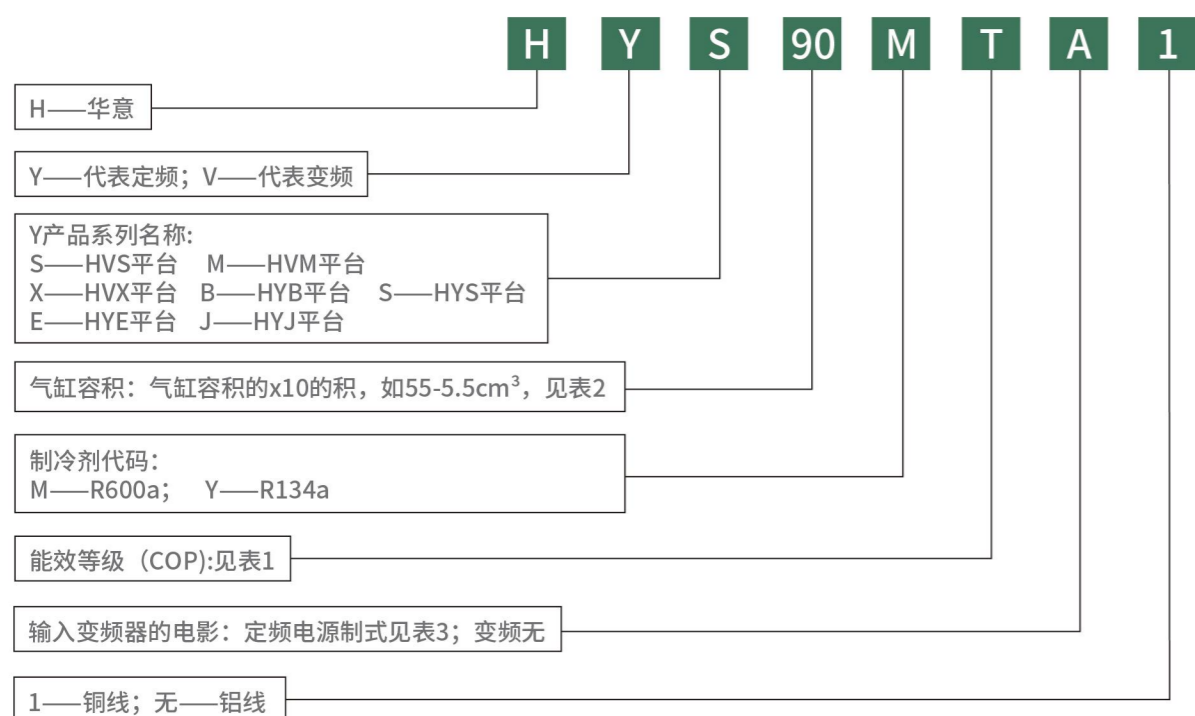 H Y S 90 M T A 1
H——华意
Y——代表定频；V——代表变频
Y产品系列名称:
S——HVS平台 M——HVM平台
X——HVX平台 B——HYB平台 S——HYS平台
E——HYE平台 J——HYJ平台
气缸容积：气缸容积的x10的积，如55-5.5cm³，见表2
制冷剂代码：
M——R600a； Y——R134a
能效等级（COP):见表1
输入变频器的电影：定频电源制式见表3；变频无
1——铜线；无——铝线